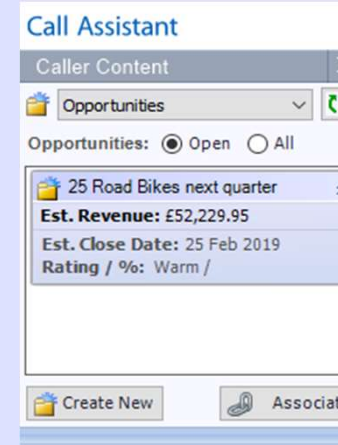 Call Assistant
Caller Content
Opportunities
Opportunities: Open All
25 Road Bikes next quarter
Est. Revenue: £52,229.95
Est. Close Date: 25 Feb 2019
Rating / %: Warm /
Create New Associat